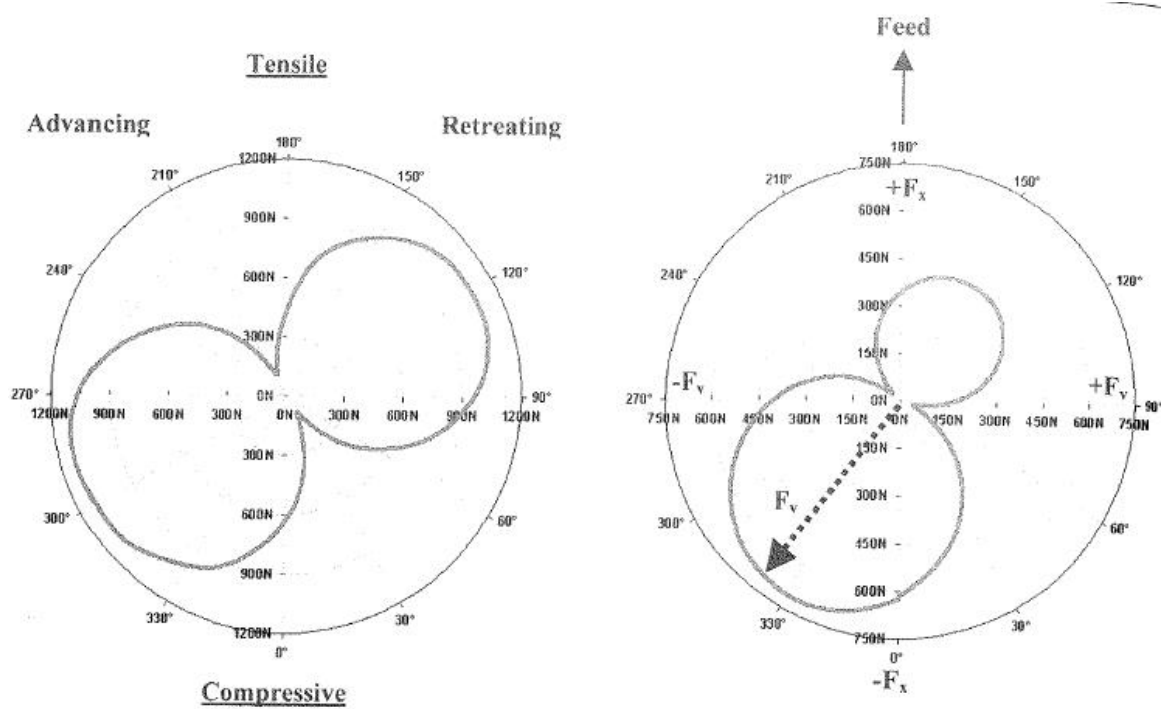 Feed
Tensile
Advancing
Retreating
180°
1200N
210°
150°
900N
240°
120°
600N
300N
270°
0N
90°
1200N 900N 600N 300N 0N 300N 600N 900N 1200N
300N
300°
60°
600N
900N
330°
30°
1200N
0°
Compressive
180°
750N
+Fx
210°
150°
600N
450N
240°
120°
300N
150N
-Fv
+Fv
270°
0N
90°
750N 600N 450N 300N 150N 0N 150N 300N 450N 600N 750N
150N
Fv
300N
300°
60°
450N
600N
330°
30°
750N
0°
-Fx